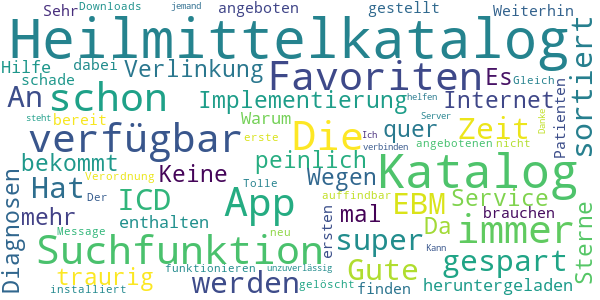 Sehr Downloads jemand angeboten gestellt Weiterhin
Heilmittelkatalog
sortiert
Hilfe dabei Verlinkung Favoriten Es Gleich
schade
An schon Implementierung helfen Internet
Patienten
steht bereit Warum
verfügbar Die quer Zeit
erste Ich Server Danke
verbinden angebotenen nicht
bekommt peinlich
Diagnosen
Verordnung Keine Wegen Katalog
Tolle auffindbar
Hat ICD App EBM Service
mehr Der enthalten ersten mal Da brauchen
Sterne
Message neu Kann
Suchfunktion super immer
traurig funktionieren unzuverlässig Gute gespart
installiert werden gelöscht finden heruntergeladen